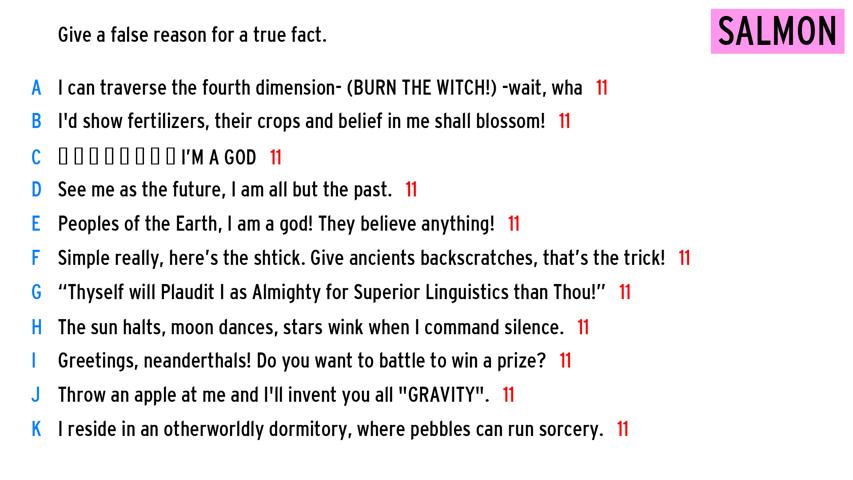 Give a false reason for a true fact.
SALMON
A I can traverse the fourth dimension- (BURN THE WITCH!) -wait, wha 11
B I'd show fertilizers, their crops and belief in me shall blossom! 11
C I'M A GOD 11
D See me as the future, I am all but the past. 11
E Peoples of the Earth, I am a god! They believe anything! 11
F Simple really, here's the shtick. Give ancients backscratches, that's the trick! 11
G “Thyself will Plaudit I as Almighty for Superior Linguistics than Thou!” 11
H The sun halts, moon dances, stars wink when I command silence. 11
I Greetings, neanderthals! Do you want to battle to win a prize? 11
J Throw an apple at me and I'll invent you all "GRAVITY". 11
K I reside in an otherworldly dormitory, where pebbles can run sorcery. 11